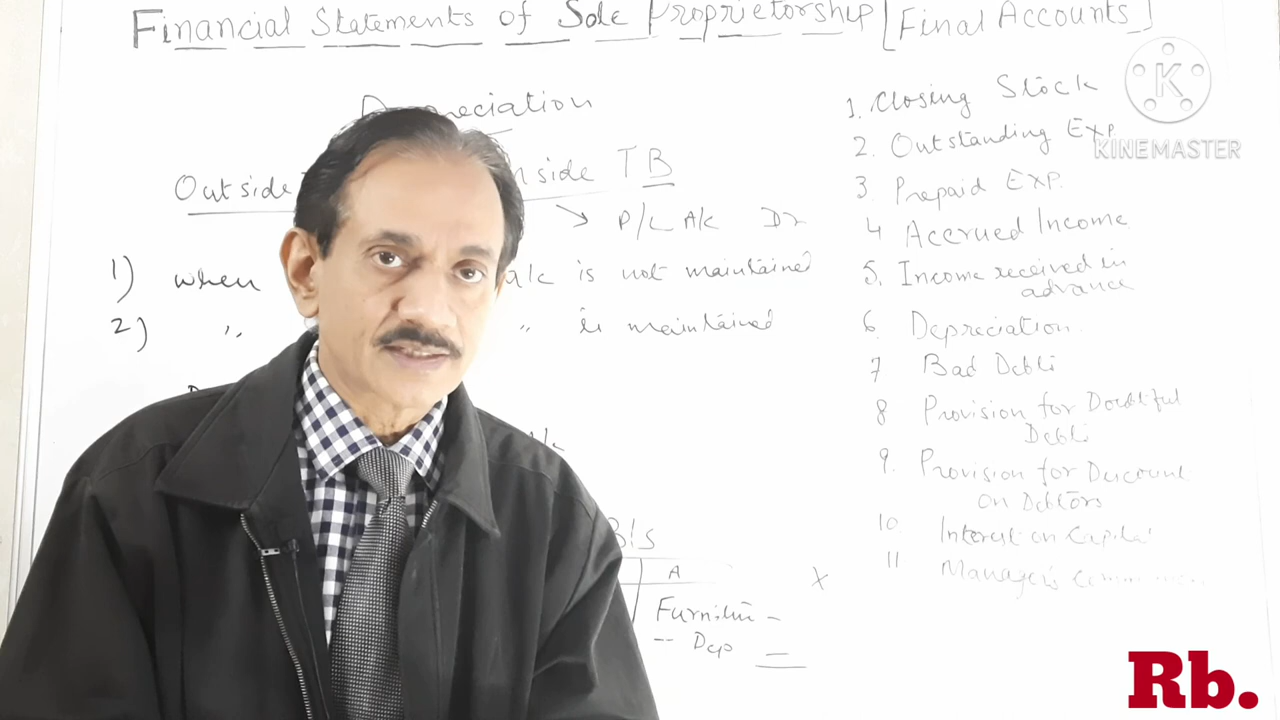 Financial Statements of Sole Proprietorship [Final Accounts]
Depreciation
Outside
inside TB
→ P/L A/c Dr
1) when
a/c is not maintained
2) "
" is maintained
B/S
A
Furniture -
-- Dep
x
1. Closing Stock
2. Outstanding Exp.
3. Prepaid Exp.
4 Accrued Income
5. Income received in
advance
6 Depreciation.
7 Bad Debts
8 Provision for Doubtful
Debts
9. Provision for Discount
on Debtors
10 Interest on Capital
11 Managers Commission
K
KINEMASTER
Rb.